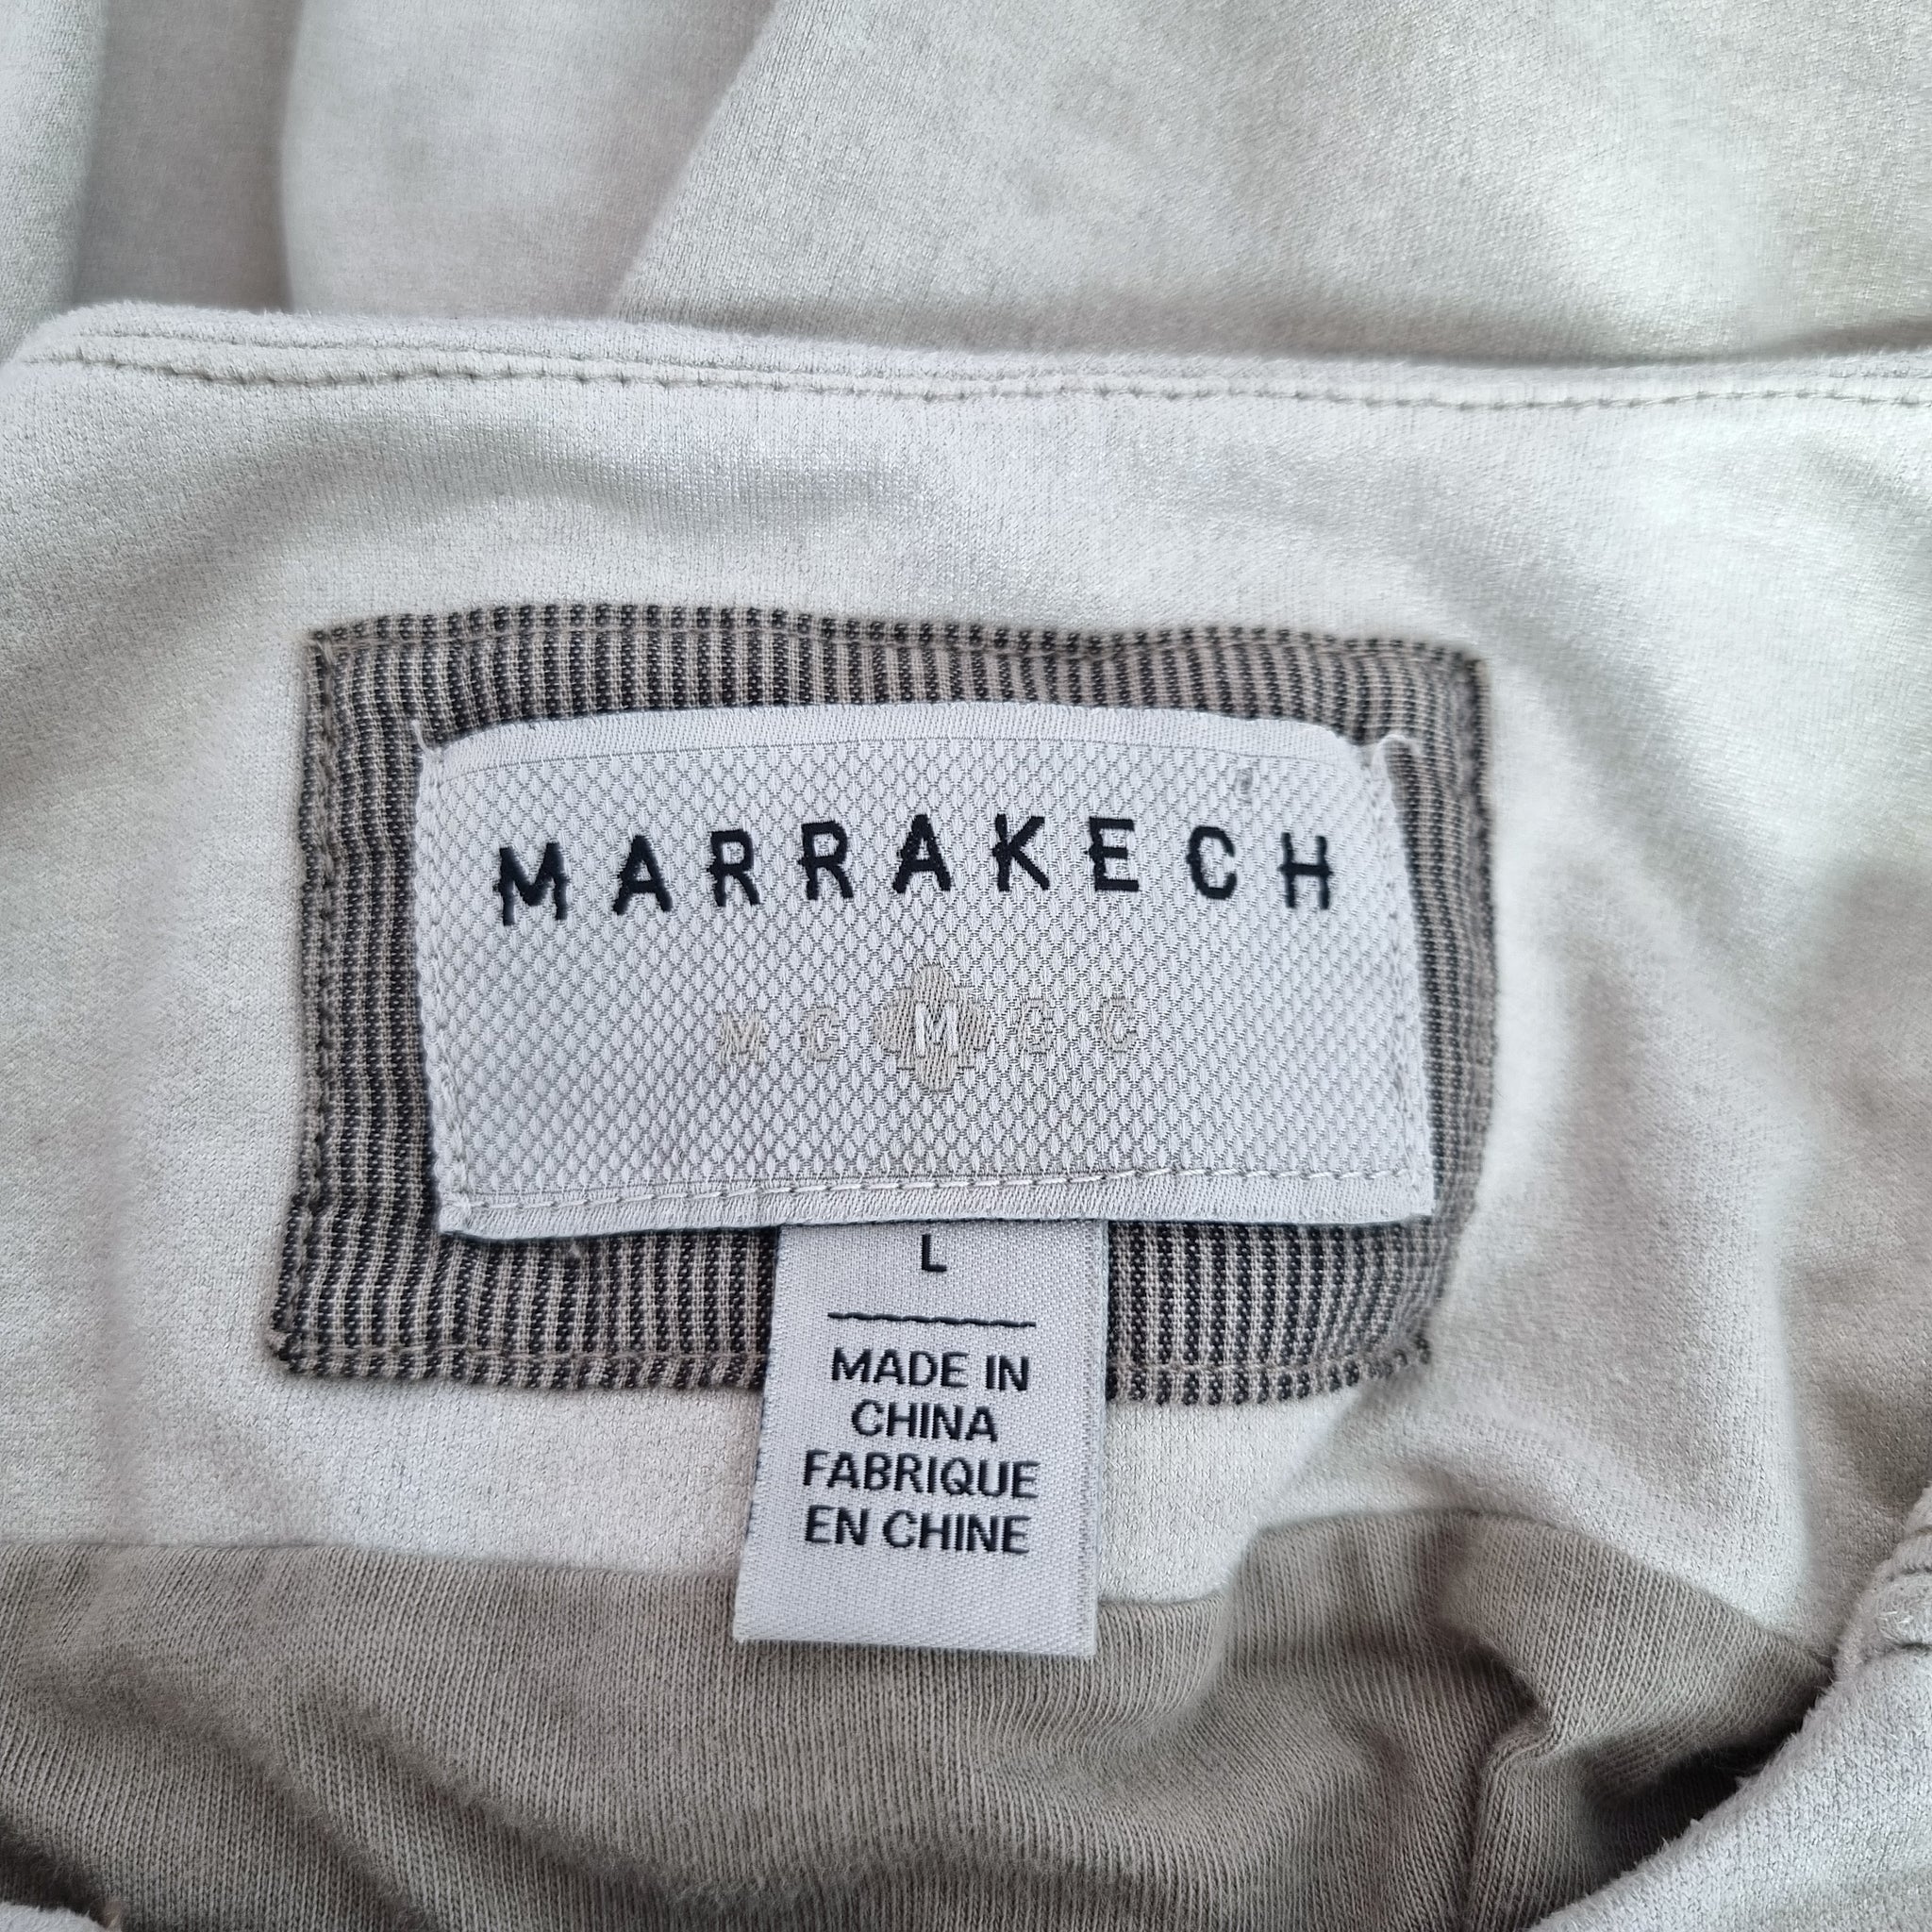 MARRAKECH
L
MADE IN
CHINA
FABRIQUE
EN CHINE